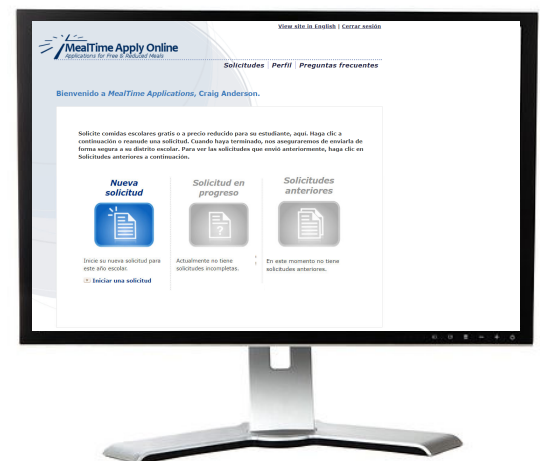 View site in English | Cerrar sesión
MealTime Apply Online
Applications for Free & Reduced Meals
Solicitudes | Perfil | Preguntas frecuentes
Bienvenido a MealTime Applications, Craig Anderson.
Solicite comidas escolares gratis o a precio reducido para su estudiante, aquí. Haga clic a
continuación o reanude una solicitud. Cuando haya terminado, nos aseguraremos de enviarla de
forma segura a su distrito escolar. Para ver las solicitudes que envió anteriormente, haga clic en
Solicitudes anteriores a continuación.
Nueva
solicitud
Inicie su nueva solicitud para
este año escolar.
Iniciar una solicitud
Solicitud en
progreso
?
Actualmente no tiene
solicitudes incompletas.
Solicitudes
anteriores
En este momento no tiene
solicitudes anteriores.